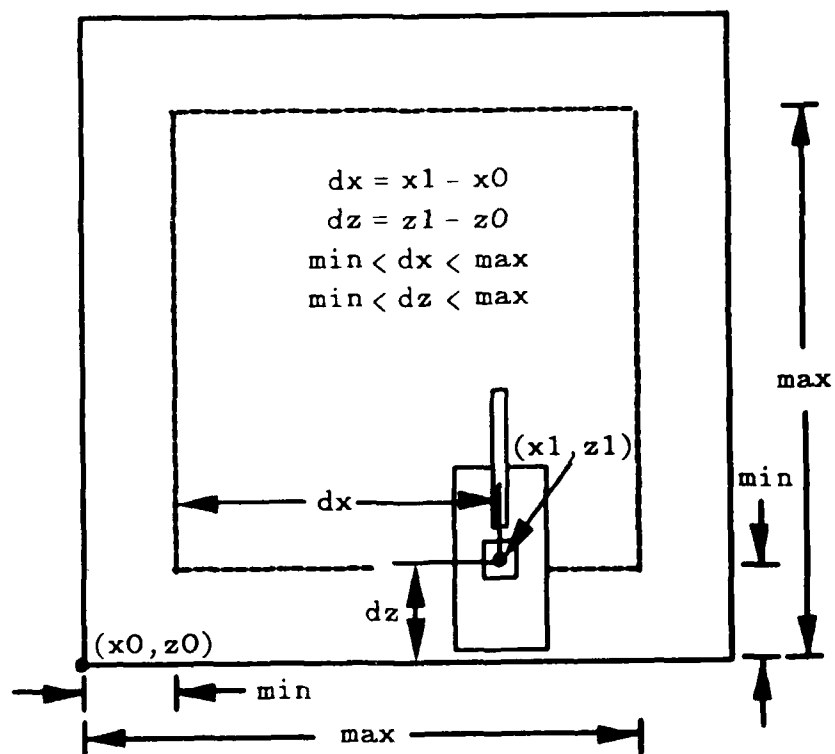 dx = x1 - x0
dz = z1 - z0
min < dx < max
min < dz < max
max
(x1,z1)
min
dx
dz
(x0,z0)
min
max